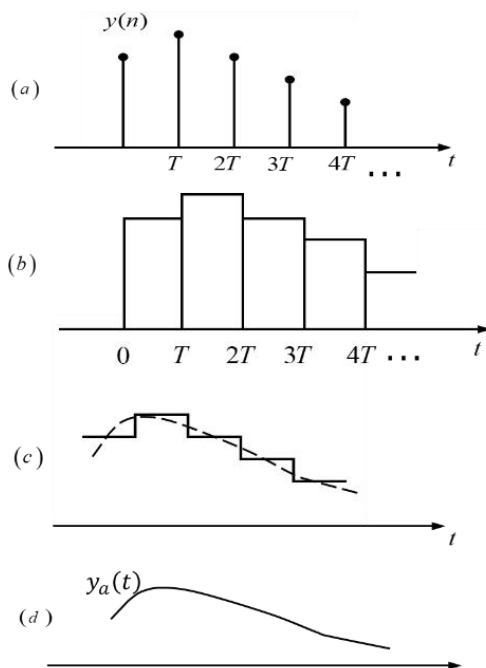 y(n)
(a)
T 2T 3T 4T ... t
(b)
0 T 2T 3T 4T ... t
(c)
t
y_a(t)
(d)